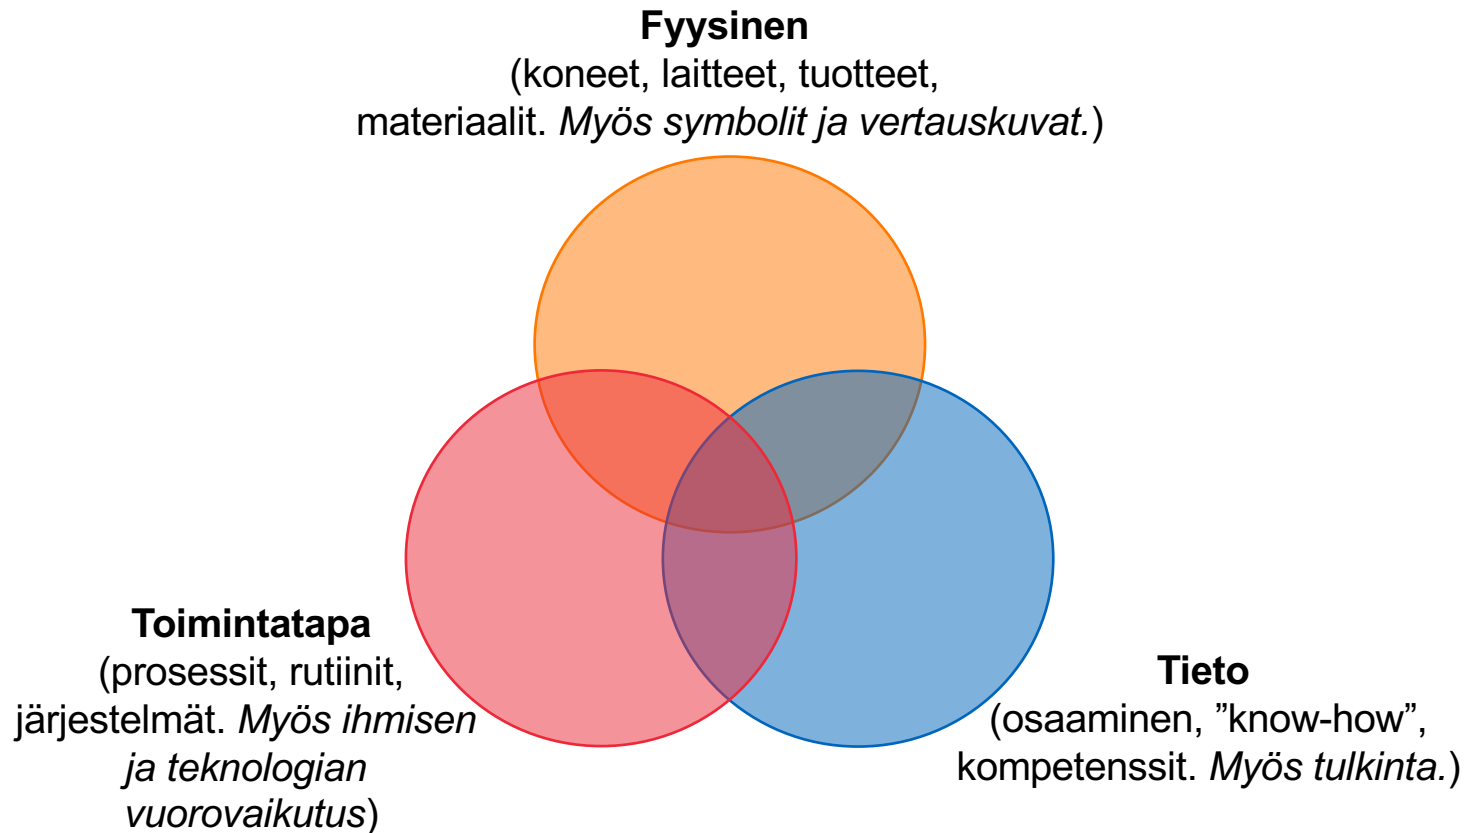 Fyysinen
(koneet, laitteet, tuotteet,
materiaalit. Myös symbolit ja vertauskuvat.)
Toimintatapa
(prosessit, rutiinit,
järjestelmät. Myös ihmisen
ja teknologian
vuorovaikutus)
Tieto
(osaaminen, ”know-how”,
kompetenssit. Myös tulkinta.)